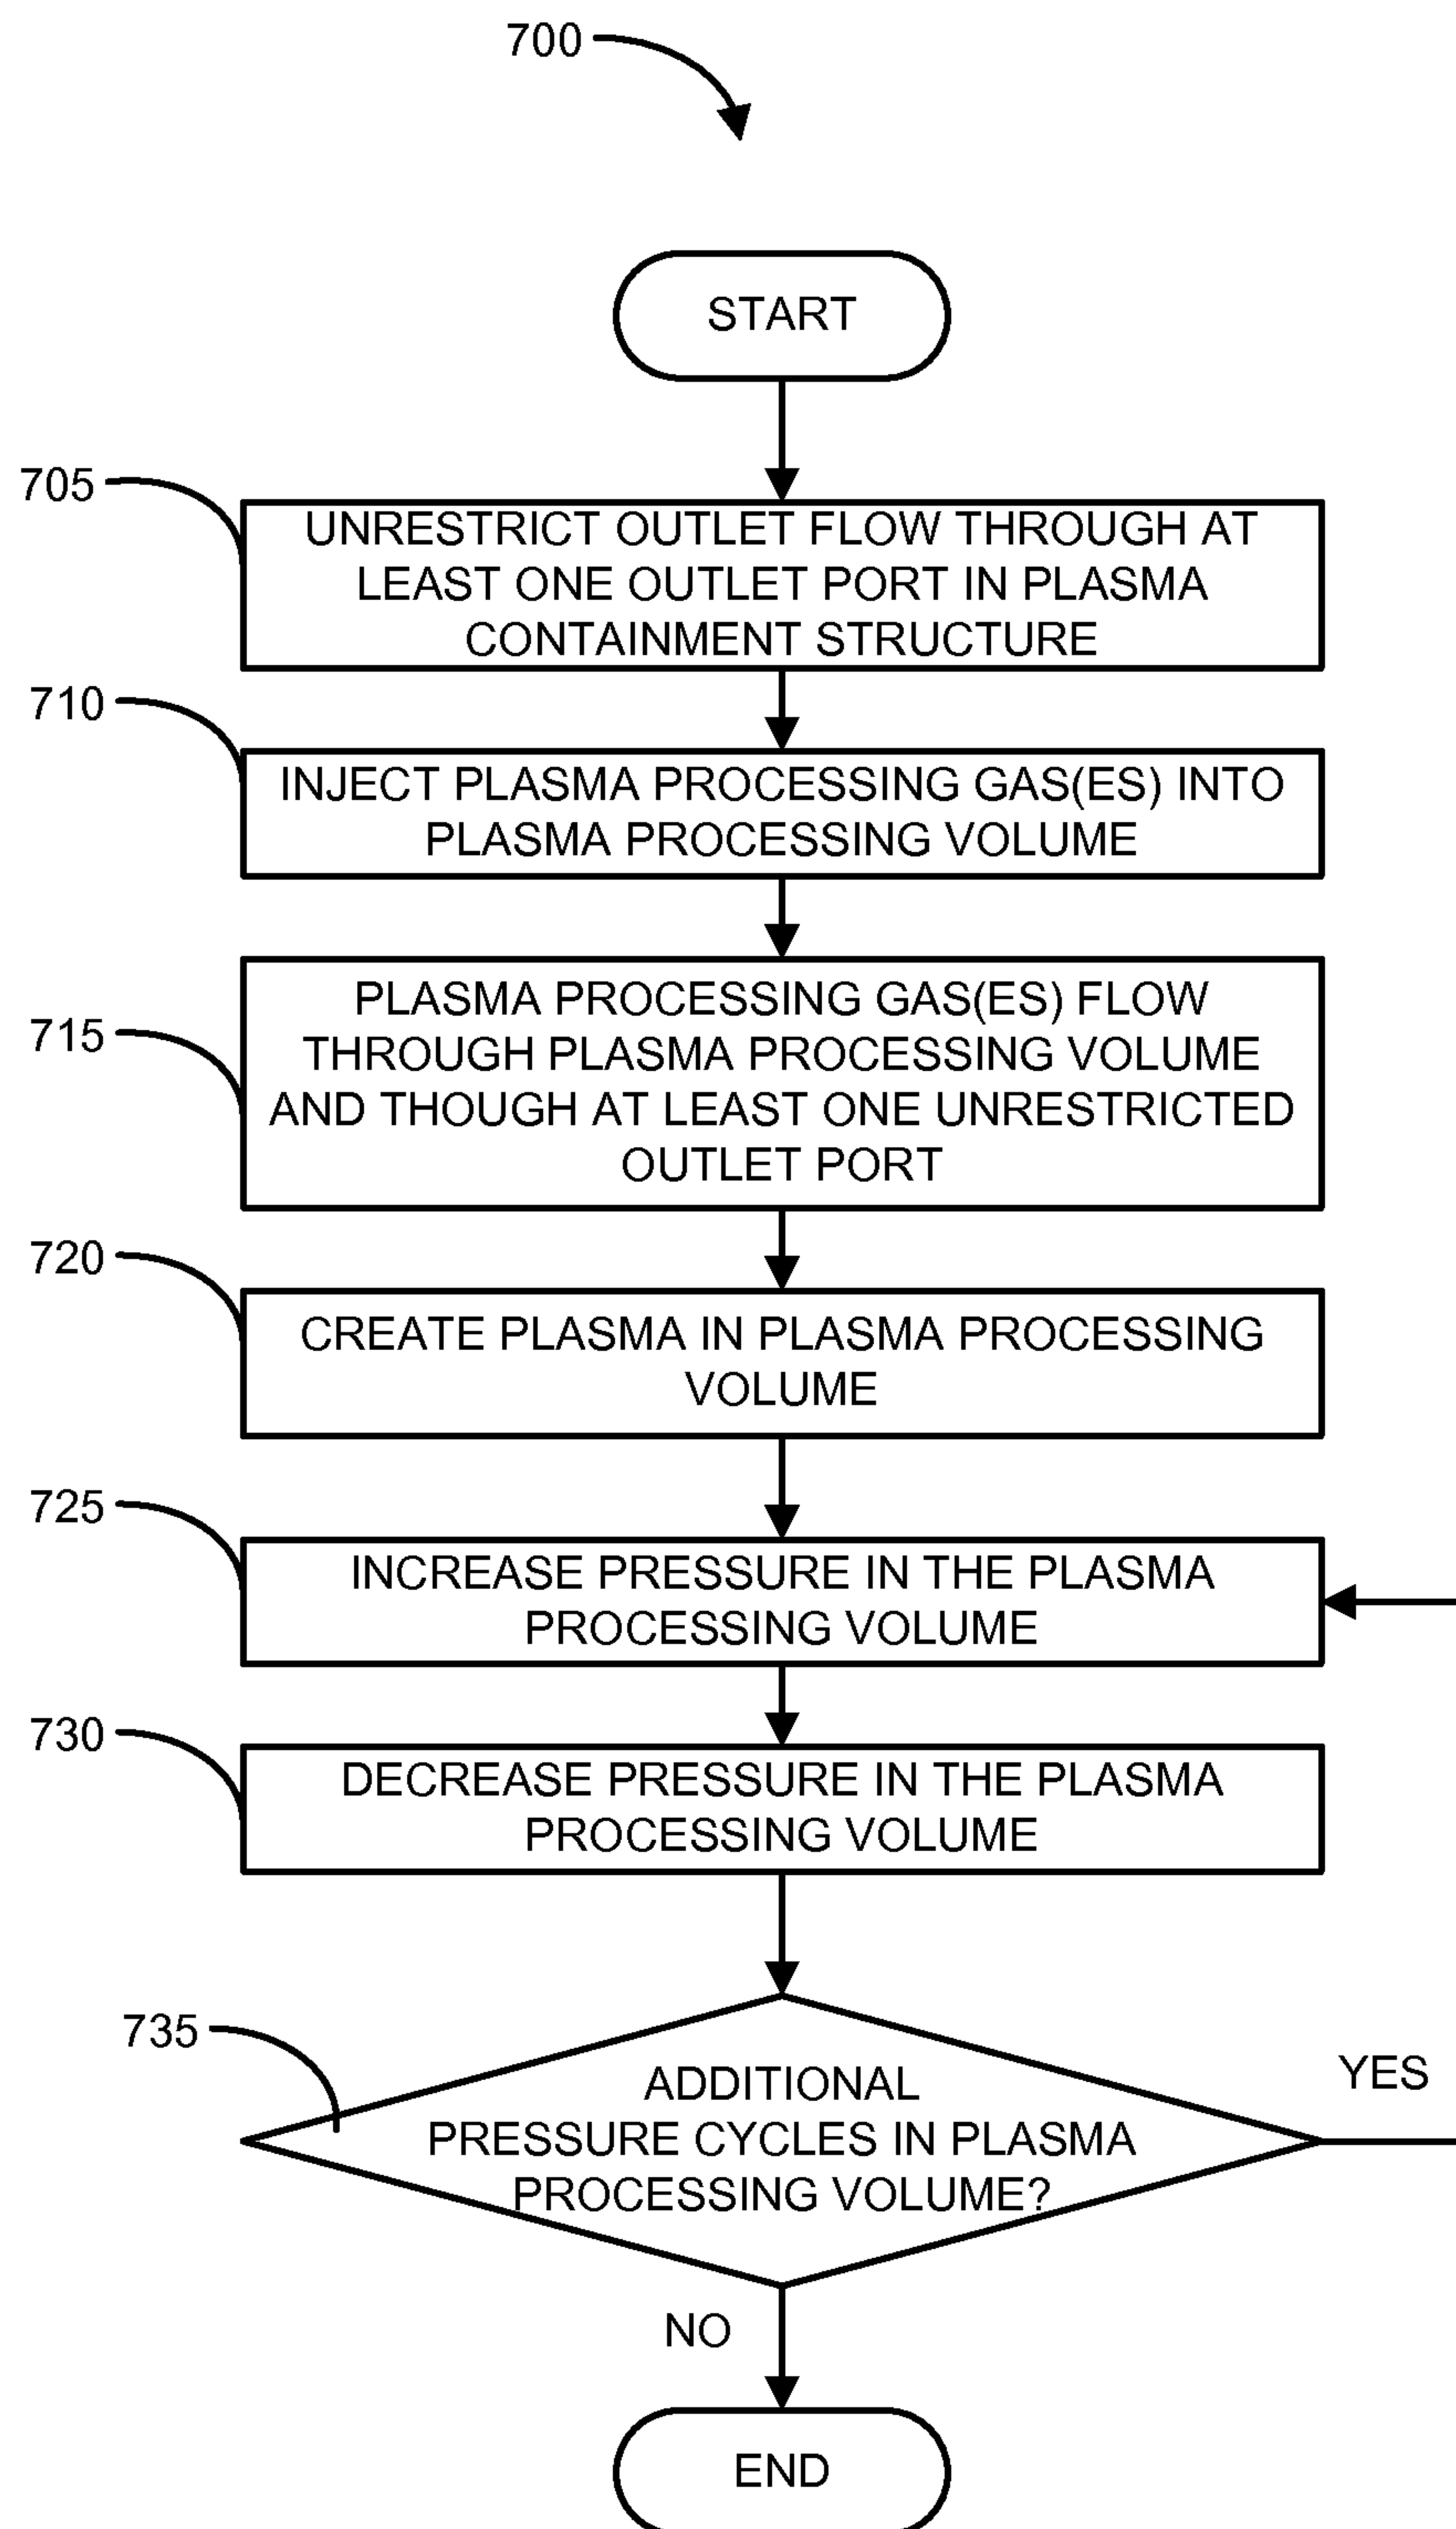 700
START
705
UNRESTRICT OUTLET FLOW THROUGH AT
LEAST ONE OUTLET PORT IN PLASMA
CONTAINMENT STRUCTURE
710
INJECT PLASMA PROCESSING GAS(ES) INTO
PLASMA PROCESSING VOLUME
715
PLASMA PROCESSING GAS(ES) FLOW
THROUGH PLASMA PROCESSING VOLUME
AND THOUGH AT LEAST ONE UNRESTRICTED
OUTLET PORT
720
CREATE PLASMA IN PLASMA PROCESSING
VOLUME
725
INCREASE PRESSURE IN THE PLASMA
PROCESSING VOLUME
730
DECREASE PRESSURE IN THE PLASMA
PROCESSING VOLUME
735
ADDITIONAL
PRESSURE CYCLES IN PLASMA
PROCESSING VOLUME?
YES
NO
END